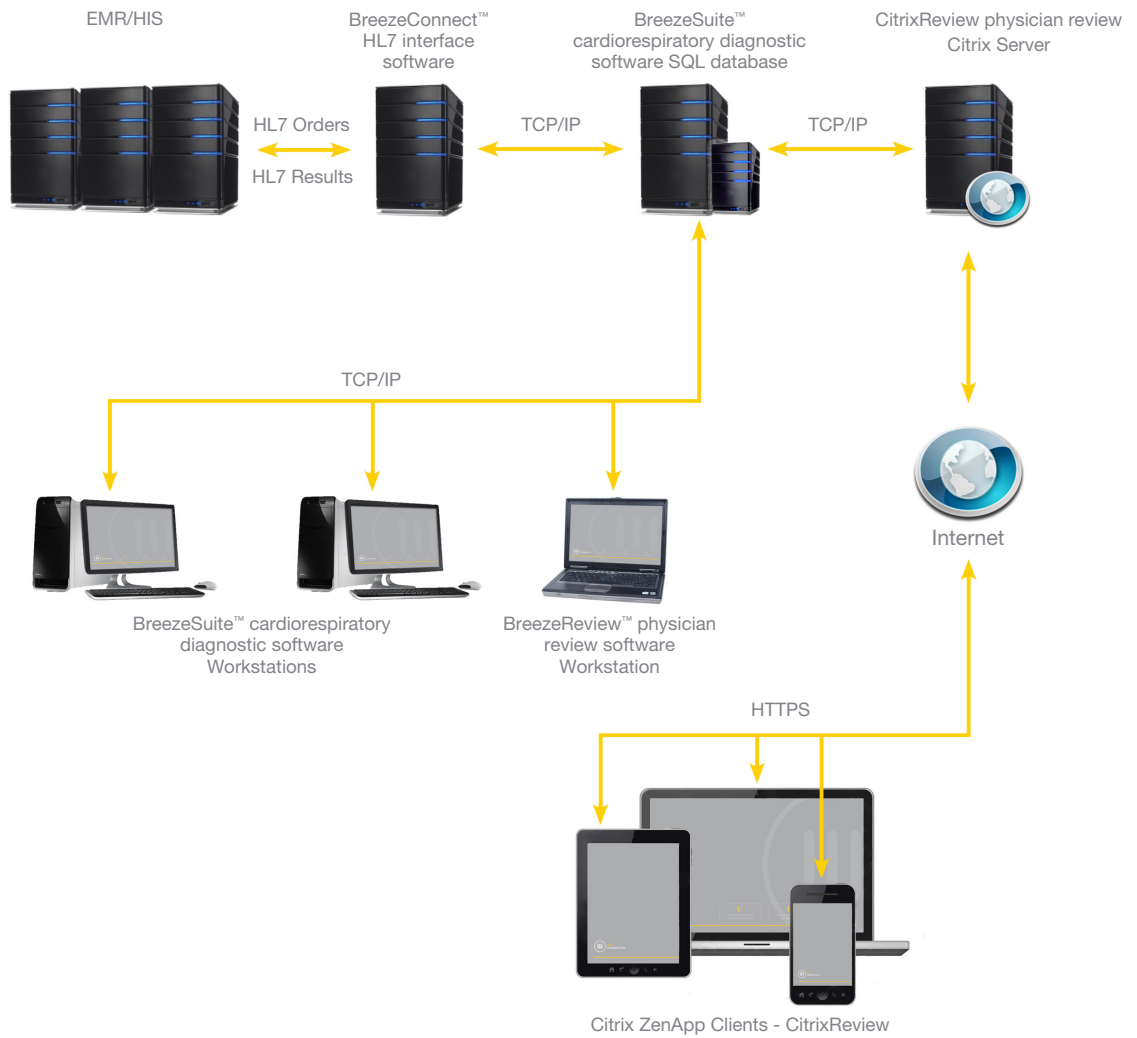 EMR/HIS
BreezeConnect™
HL7 interface
software
BreezeSuite™
cardiorespiratory diagnostic
software SQL database
CitrixReview physician review
Citrix Server
HL7 Orders
HL7 Results
TCP/IP
TCP/IP
TCP/IP
Internet
BreezeSuite™ cardiorespiratory
diagnostic software
Workstations
BreezeReview™ physician
review software
Workstation
HTTPS
Citrix ZenApp Clients - CitrixReview